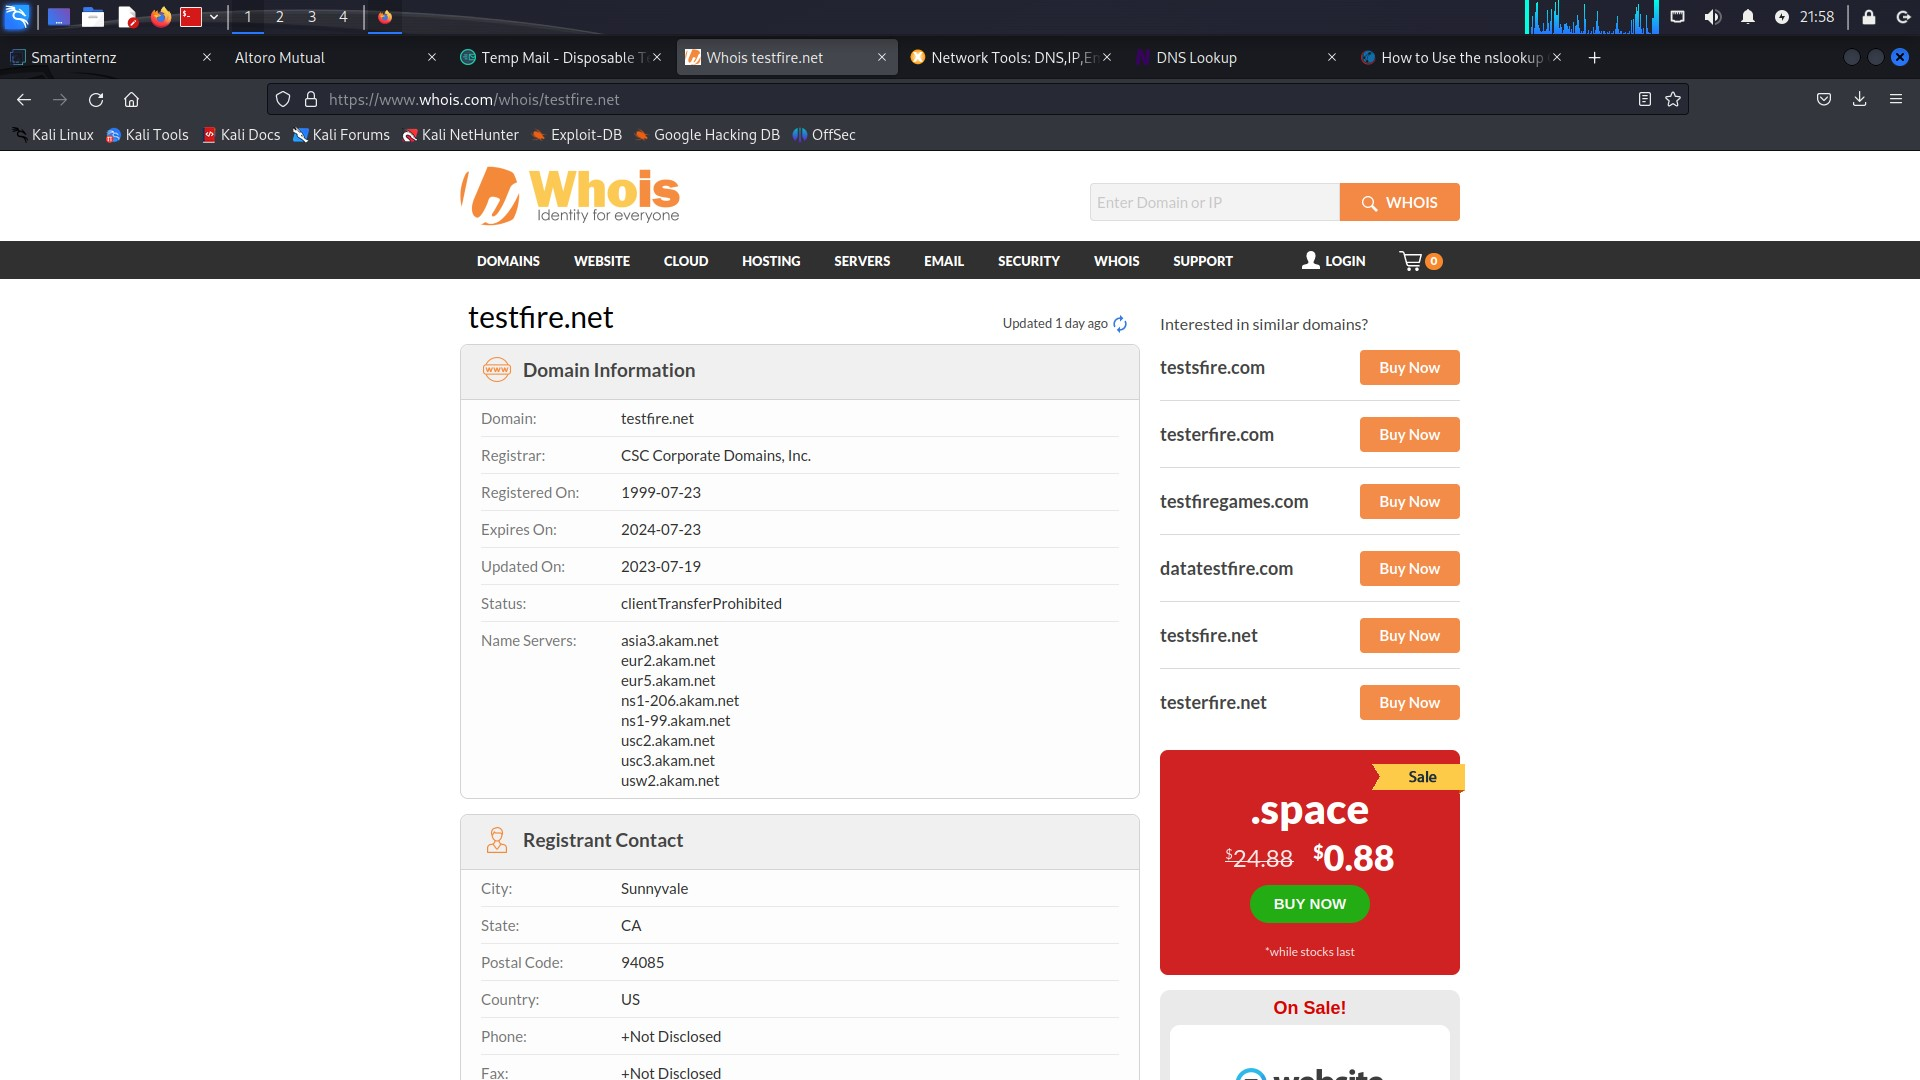 1
2
3
4
21:58
Smartinternz
Altoro Mutual
Temp Mail - Disposable T
Whois testfire.net
Network Tools: DNS,IP,Em
DNS Lookup
How to Use the nslookup
https://www.whois.com/whois/testfire.net
Kali Linux
Kali Tools
Kali Docs
Kali Forums
Kali NetHunter
Exploit-DB
Google Hacking DB
OffSec
Whois
Identity for everyone
Enter Domain or IP
WHOIS
DOMAINS
WEBSITE
CLOUD
HOSTING
SERVERS
EMAIL
SECURITY
WHOIS
SUPPORT
LOGIN
0
testfire.net
Updated 1 day ago
www
Domain Information
Domain: testfire.net
Registrar: CSC Corporate Domains, Inc.
Registered On: 1999-07-23
Expires On: 2024-07-23
Updated On: 2023-07-19
Status: clientTransferProhibited
Name Servers: asia3.akam.net
eur2.akam.net
eur5.akam.net
ns1-206.akam.net
ns1-99.akam.net
usc2.akam.net
usc3.akam.net
usw2.akam.net
Registrant Contact
City: Sunnyvale
State: CA
Postal Code: 94085
Country: US
Phone: +Not Disclosed
Fax: +Not Disclosed
Interested in similar domains?
testsfire.com Buy Now
testerfire.com Buy Now
testfiregames.com Buy Now
datatestfire.com Buy Now
testsfire.net Buy Now
testerfire.net Buy Now
Sale
.space
$24.88 $0.88
BUY NOW
*while stocks last
On Sale!
website